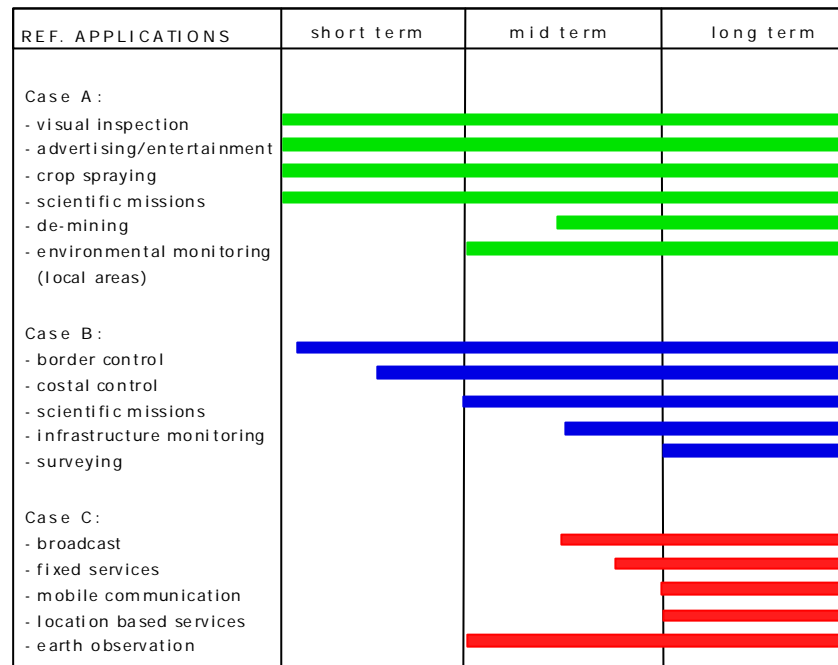 REF. APPLICATIONS short term mid term long term
Case A:
- visual inspection
- advertising/entertainment
- crop spraying
- scientific missions
- de-mining
- environmental monitoring
(local areas)
Case B:
- border control
- costal control
- scientific missions
- infrastructure monitoring
- surveying
Case C:
- broadcast
- fixed services
- mobile communication
- location based services
- earth observation